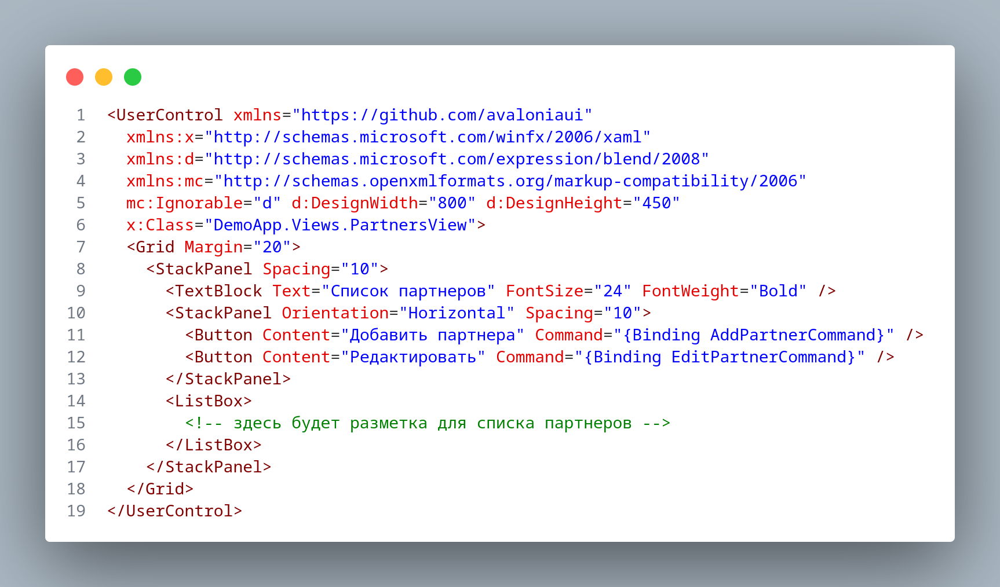 1 <UserControl xmlns="https://github.com/avaloniaui"
2 xmlns:x="http://schemas.microsoft.com/winfx/2006/xaml"
3 xmlns:d="http://schemas.microsoft.com/expression/blend/2008"
4 xmlns:mc="http://schemas.openxmlformats.org/markup-compatibility/2006"
5 mc:Ignorable="d" d:DesignWidth="800" d:DesignHeight="450"
6 x:Class="DemoApp.Views.PartnersView">
7 <Grid Margin="20">
8 <StackPanel Spacing="10">
9 <TextBlock Text="Список партнеров" FontSize="24" FontWeight="Bold" />
10 <StackPanel Orientation="Horizontal" Spacing="10">
11 <Button Content="Добавить партнера" Command="{Binding AddPartnerCommand}" />
12 <Button Content="Редактировать" Command="{Binding EditPartnerCommand}" />
13 </StackPanel>
14 <ListBox>
15 <!-- здесь будет разметка для списка партнеров -->
16 </ListBox>
17 </StackPanel>
18 </Grid>
19 </UserControl>